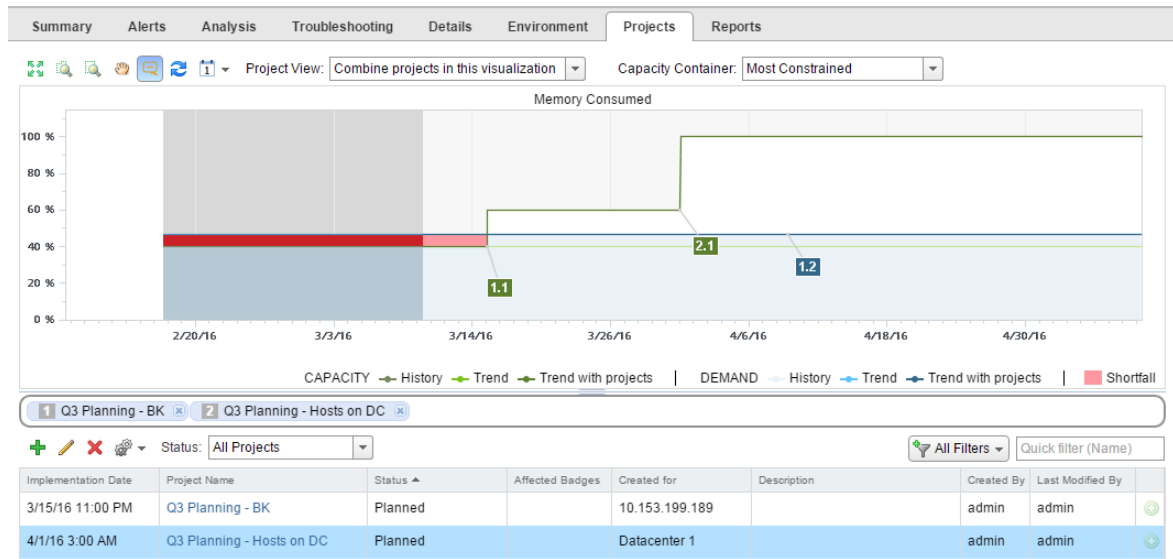 Summary Alerts Analysis Troubleshooting Details Environment Projects Reports
1 Project View: Combine projects in this visualization Capacity Container: Most Constrained
Memory Consumed
100 %
80 %
60 %
40 %
20 %
0 %
2.1
1.2
1.1
2/20/16 3/3/16 3/14/16 3/26/16 4/6/16 4/18/16 4/30/16
CAPACITY History Trend Trend with projects DEMAND History Trend Trend with projects Shortfall
1 Q3 Planning - BK 2 Q3 Planning - Hosts on DC
Status: All Projects All Filters Quick filter (Name)
Implementation Date Project Name Status Affected Badges Created for Description Created By Last Modified By
3/15/16 11:00 PM Q3 Planning - BK Planned 10.153.199.189 admin admin
4/1/16 3:00 AM Q3 Planning - Hosts on DC Planned Datacenter 1 admin admin